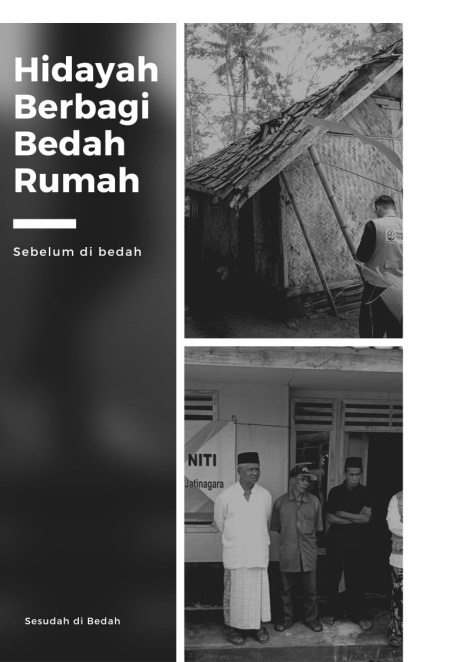 Hidayah
Berbagi
Bedah
Rumah
Sebelum di bedah
NITI
Jatinagara
Sesudah di Bedah